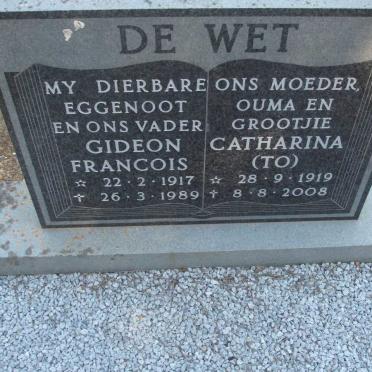 DE WET
MY DIERBARE
EGGENOOT
EN ONS VADER
GIDEON
FRANCOIS
☆ 22·2·1917
✝ 26·3·1989
ONS MOEDER,
OUMA EN
GROOTJIE
CATHARINA
(TO)
☆ 28·9·1919
✝ 8·8·2008